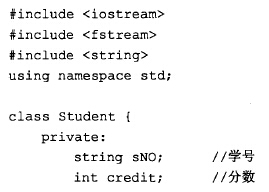 #include <iostream>
#include <fstream>
#include <string>
using namespace std;

class Student {
    private:
        string sNO;      //学号
        int credit;      //分数